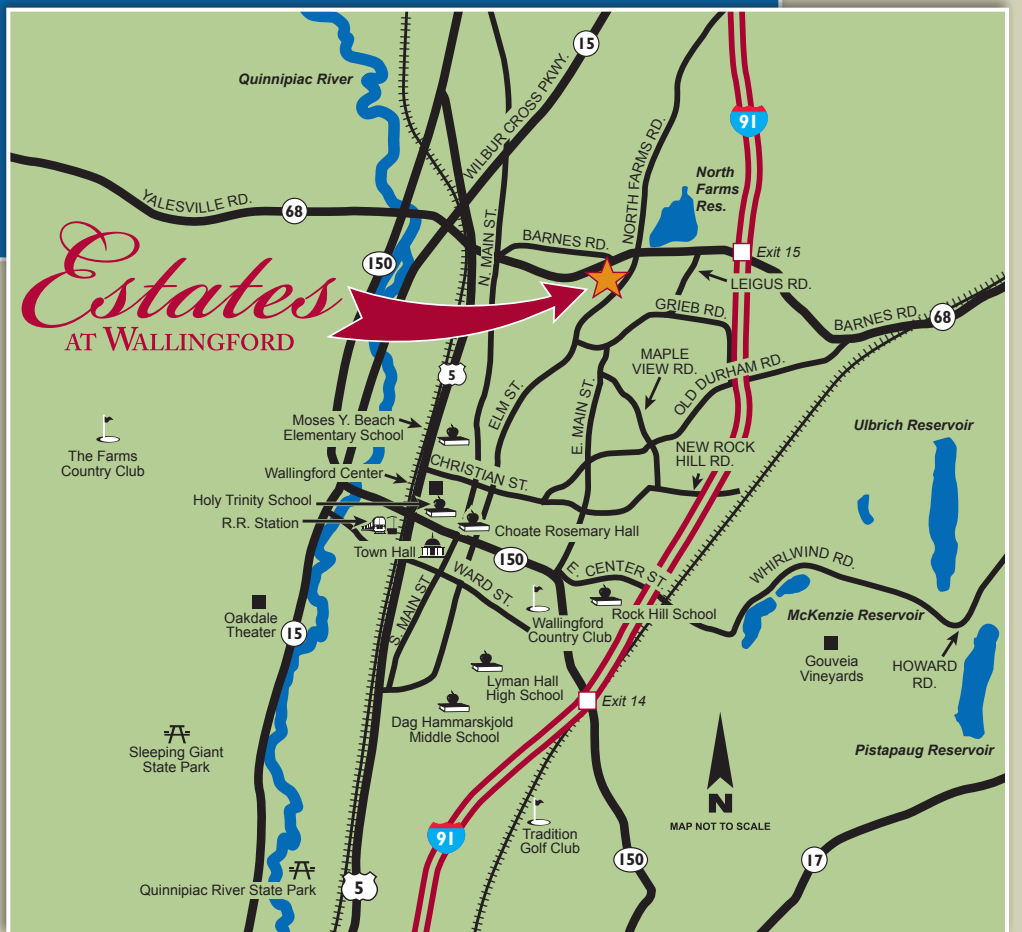 15
Quinnipiac River
WILBUR CROSS PKWY.
91
NORTH FARMS RD.
North
Farms
Res.
YALESVILLE RD.
68
N. MAIN ST.
BARNES RD.
Exit 15
150
LEIGUS RD.
Estates
AT WALLINGFORD
GRIEB RD.
BARNES RD.
68
MAPLE
VIEW RD.
OLD DURHAM RD.
5
ELM ST.
E. MAIN ST.
Moses Y. Beach
Elementary School
Ulbrich Reservoir
The Farms
Country Club
NEW ROCK
HILL RD.
Wallingford Center
CHRISTIAN ST.
Holy Trinity School
R.R. Station
Choate Rosemary Hall
Town Hall
150
E. CENTER ST.
WHIRLWIND RD.
WARD ST.
S. MAIN ST.
Oakdale
Theater
15
Wallingford
Country Club
Rock Hill School
McKenzie Reservoir
Gouveia
Vineyards
HOWARD
RD.
Lyman Hall
High School
Exit 14
Dag Hammarskjold
Middle School
Sleeping Giant
State Park
Pistapaug Reservoir
N
MAP NOT TO SCALE
91
Tradition
Golf Club
150
17
Quinnipiac River State Park
5